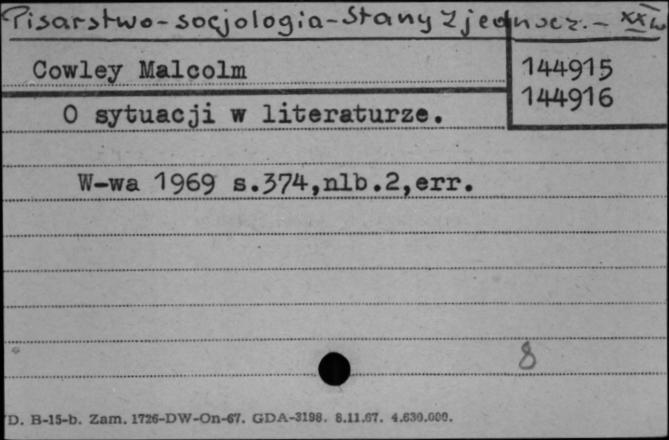 Pisarstwo-socjologia-Stany Zjednocz.- XX w
Cowley Malcolm
144915
144916
O sytuacji w literaturze.
W-wa 1969 s.374,nlb.2,err.
8
D. B-15-b. Zam. 1726-DW-On-67. GDA-3198. 8.11.67. 4.630.000.